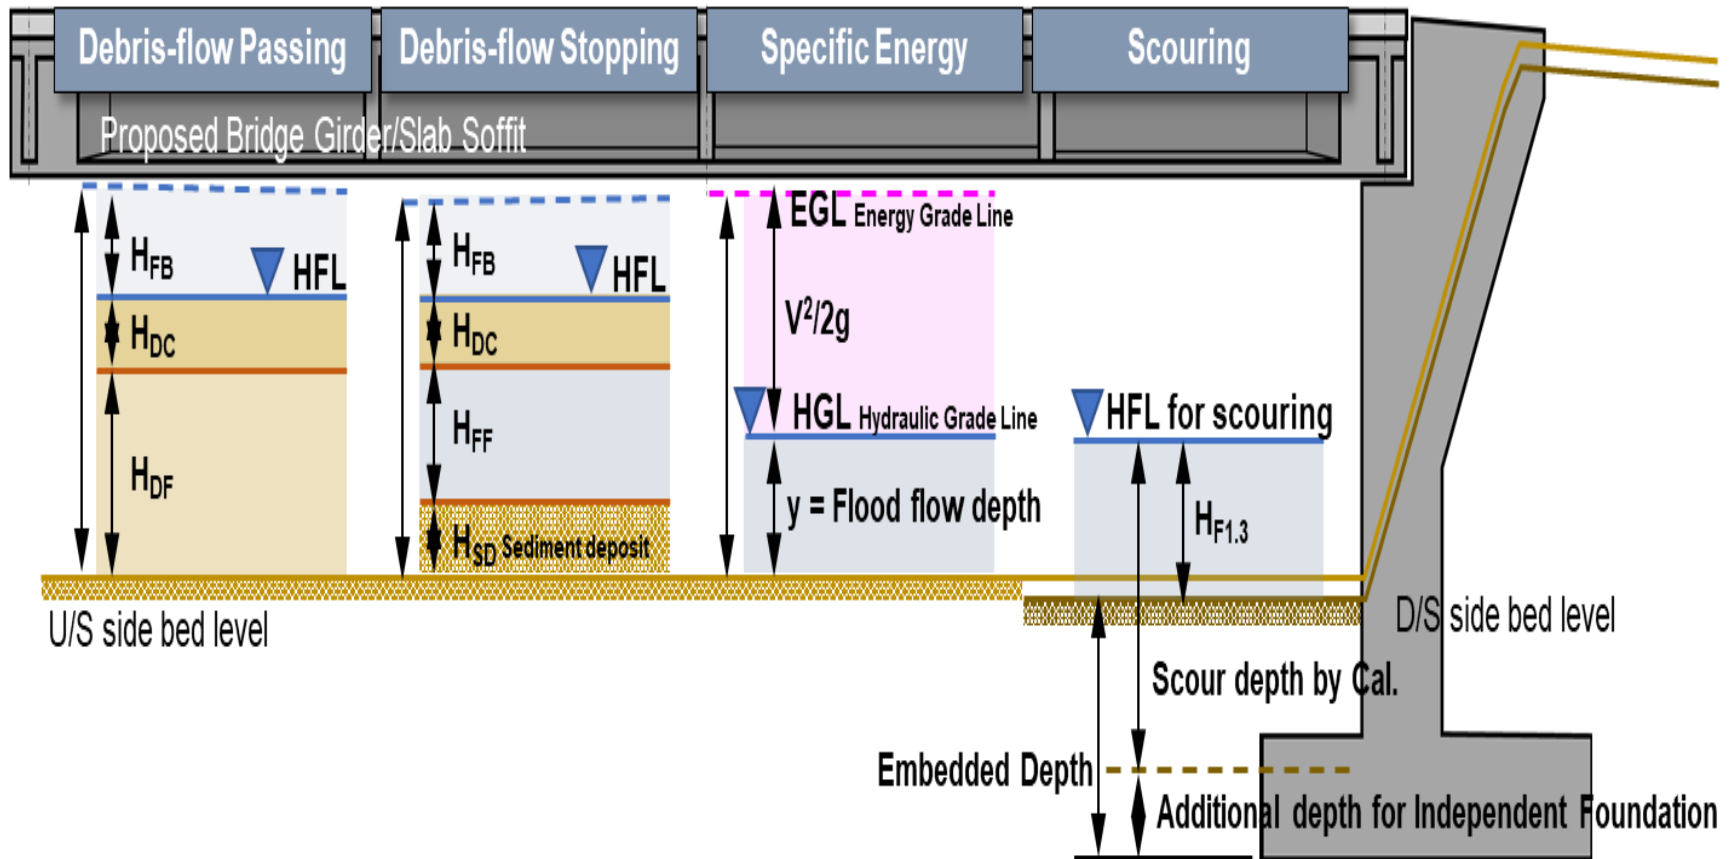 Debris-flow Passing
Debris-flow Stopping
Specific Energy
Scouring
Proposed Bridge Girder/Slab Soffit
HFB
HFL
HDC
HDF
HFB
HFL
HDC
HFF
HSD Sediment deposit
EGL Energy Grade Line
V²/2g
HGL Hydraulic Grade Line
y = Flood flow depth
HFL for scouring
HF1.3
U/S side bed level
D/S side bed level
Scour depth by Cal.
Embedded Depth
Additional depth for Independent Foundation